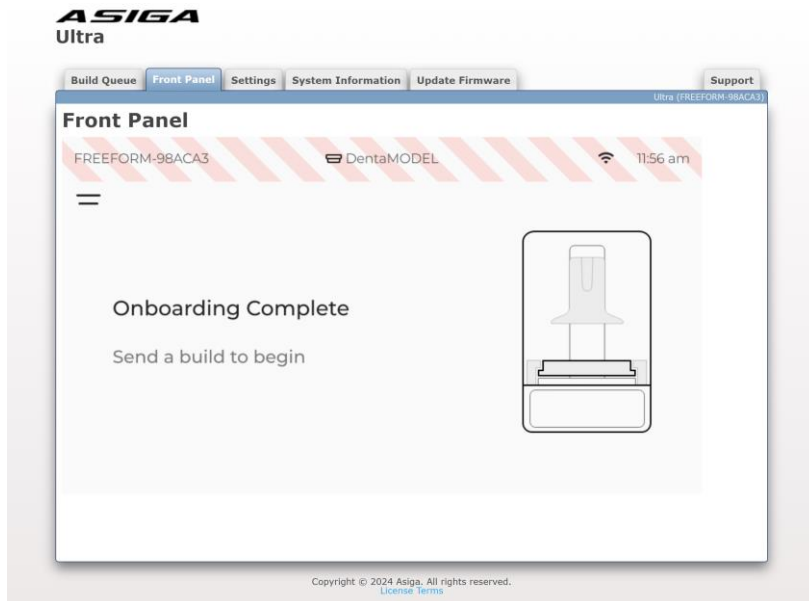 ASIGA
Ultra
Build Queue Front Panel Settings System Information Update Firmware Support
Ultra (FREEFORM-98ACA3)
Front Panel
FREEFORM-98ACA3 DentaMODEL 11:56 am
Onboarding Complete
Send a build to begin
Copyright © 2024 Asiga. All rights reserved.
License Terms